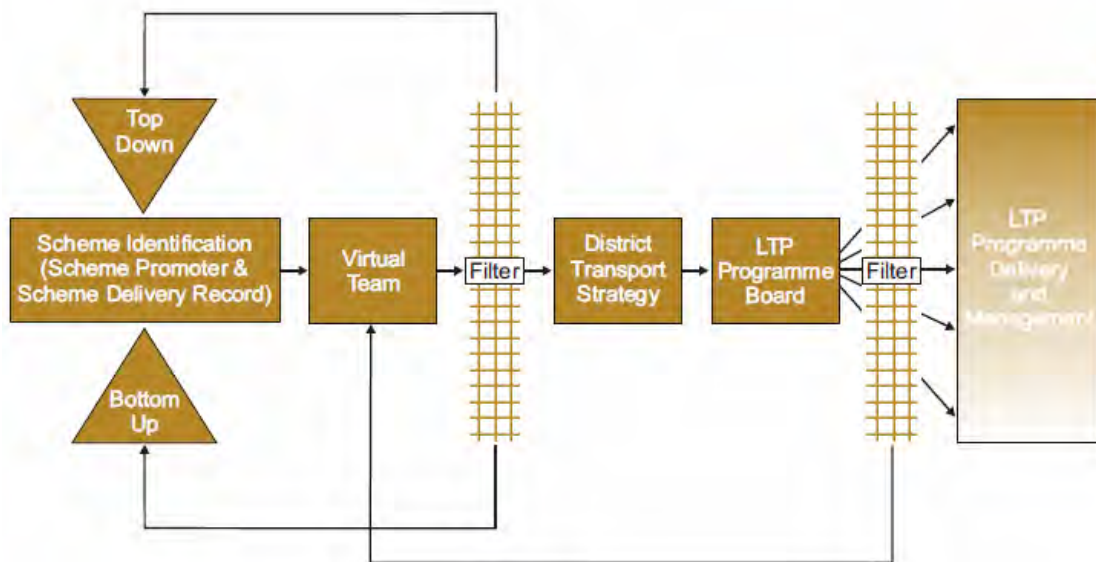 Top
Down
Scheme Identification
(Scheme Promoter &
Scheme Delivery Record)
Bottom
Up
Virtual
Team
Filter
District
Transport
Strategy
LTP
Programme
Board
Filter
LTP
Programme
Delivery
and
Management